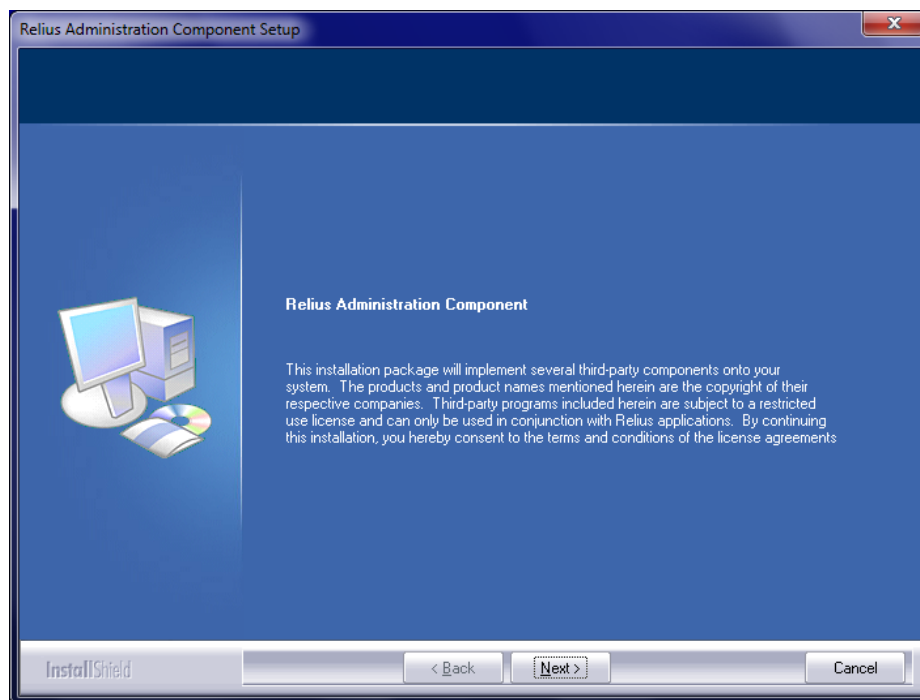 Relius Administration Component Setup
Relius Administration Component
This installation package will implement several third-party components onto your
system. The products and product names mentioned herein are the copyright of their
respective companies. Third-party programs included herein are subject to a restricted
use license and can only be used in conjunction with Relius applications. By continuing
this installation, you hereby consent to the terms and conditions of the license agreements
InstallShield
< Back
Next >
Cancel